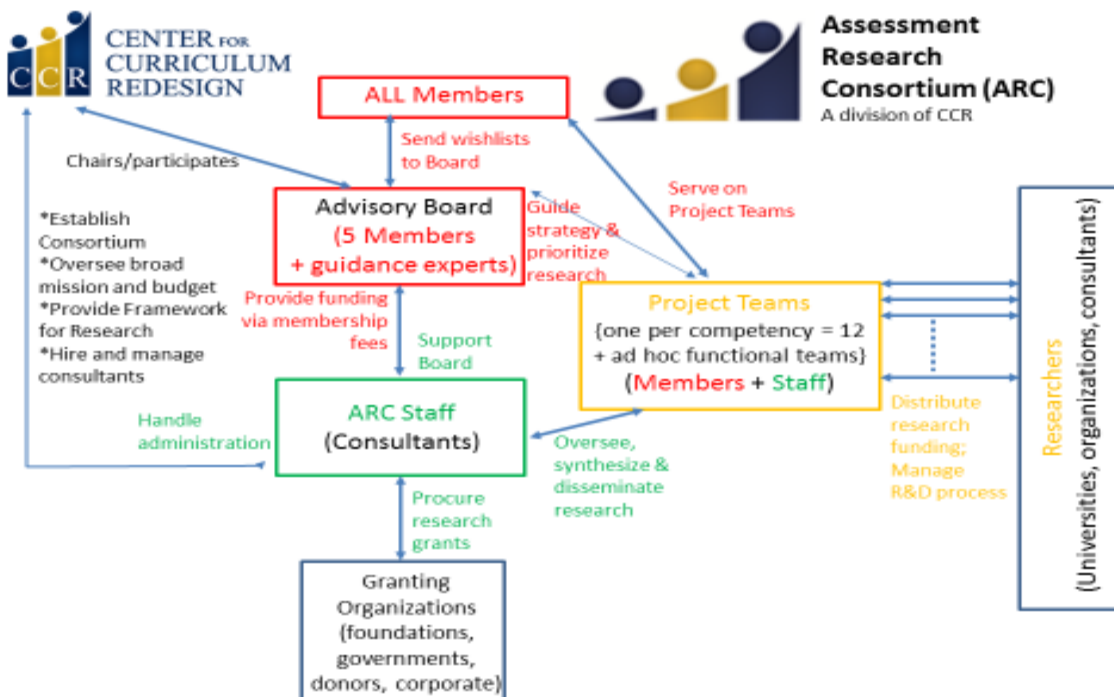 CCR
CENTER FOR
CURRICULUM
REDESIGN
Assessment
Research
Consortium (ARC)
A division of CCR
ALL Members
Send wishlists
to Board
Chairs/participates
Serve on
Project Teams
*Establish
Consortium
*Oversee broad
mission and budget
*Provide Framework
for Research
*Hire and manage
consultants
Advisory Board
(5 Members
+ guidance experts)
Guide
strategy &
prioritize
research
Provide funding
via membership
fees
Support
Board
Project Teams
{one per competency = 12
+ ad hoc functional teams}
(Members + Staff)
Researchers
(Universities, organizations, consultants)
Handle
administration
ARC Staff
(Consultants)
Oversee,
synthesize &
disseminate
research
Distribute
research
funding;
Manage
R&D process
Procure
research
grants
Granting
Organizations
(foundations,
governments,
donors, corporate)